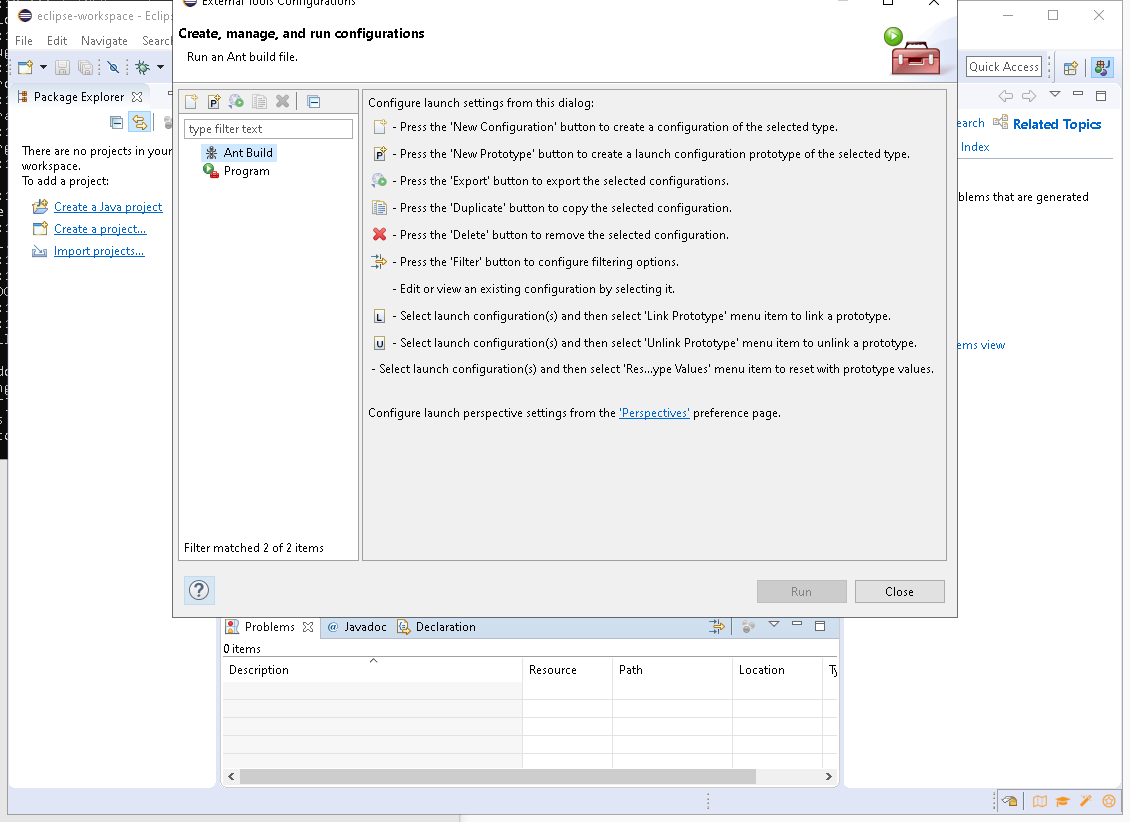 eclipse-workspace - Eclip
External Tools Configurations
File Edit Navigate Search
Create, manage, and run configurations
Run an Ant build file.
Quick Access
Package Explorer
There are no projects in your
workspace.
To add a project:
Create a Java project
Create a project...
Import projects...
type filter text
Ant Build
Program
Filter matched 2 of 2 items
Configure launch settings from this dialog:
- Press the 'New Configuration' button to create a configuration of the selected type.
- Press the 'New Prototype' button to create a launch configuration prototype of the selected type.
- Press the 'Export' button to export the selected configurations.
- Press the 'Duplicate' button to copy the selected configuration.
- Press the 'Delete' button to remove the selected configuration.
- Press the 'Filter' button to configure filtering options.
- Edit or view an existing configuration by selecting it.
L - Select launch configuration(s) and then select 'Link Prototype' menu item to link a prototype.
U - Select launch configuration(s) and then select 'Unlink Prototype' menu item to unlink a prototype.
- Select launch configuration(s) and then select 'Res...ype Values' menu item to reset with prototype values.
Configure launch perspective settings from the 'Perspectives' preference page.
Run Close
earch Related Topics
Index
blems that are generated
ems view
Problems @ Javadoc Declaration
0 items
Description Resource Path Location Ty